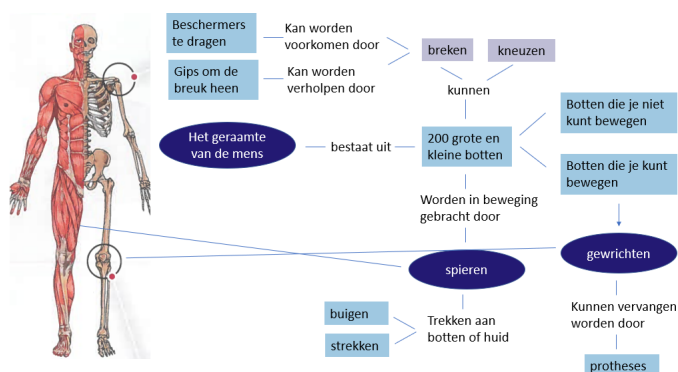 Beschermers
te dragen
Kan worden
voorkomen door
breken
kneuzen
Gips om de
breuk heen
Kan worden
verholpen door
kunnen
Het geraamte
van de mens
bestaat uit
200 grote en
kleine botten
Botten die je niet
kunt bewegen
Botten die je kunt
bewegen
Worden in beweging
gebracht door
spieren
gewrichten
buigen
strekken
Trekken aan
botten of huid
Kunnen vervangen
worden door
protheses